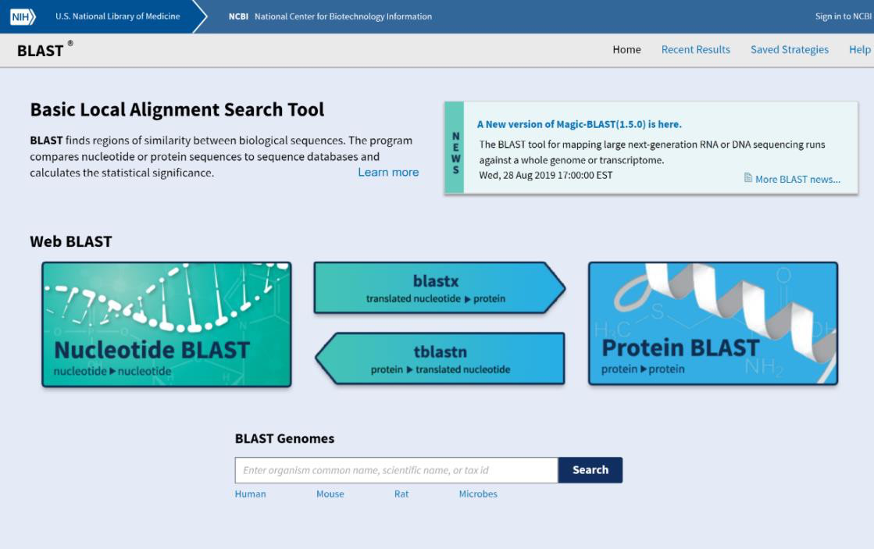 NIH U.S. National Library of Medicine NCBI National Center for Biotechnology Information Sign in to NCBI
BLAST ® Home Recent Results Saved Strategies Help
Basic Local Alignment Search Tool
BLAST finds regions of similarity between biological sequences. The program
compares nucleotide or protein sequences to sequence databases and
calculates the statistical significance. Learn more
NEWS
A New version of Magic-BLAST(1.5.0) is here.
The BLAST tool for mapping large next-generation RNA or DNA sequencing runs
against a whole genome or transcriptome.
Wed, 28 Aug 2019 17:00:00 EST
More BLAST news...
Web BLAST
Nucleotide BLAST
nucleotide ▶ nucleotide
blastx
translated nucleotide ▶ protein
tblastn
protein ▶ translated nucleotide
H₃C S O OH
Protein BLAST
protein ▶ protein
NH₂
BLAST Genomes
Enter organism common name, scientific name, or tax id Search
Human Mouse Rat Microbes